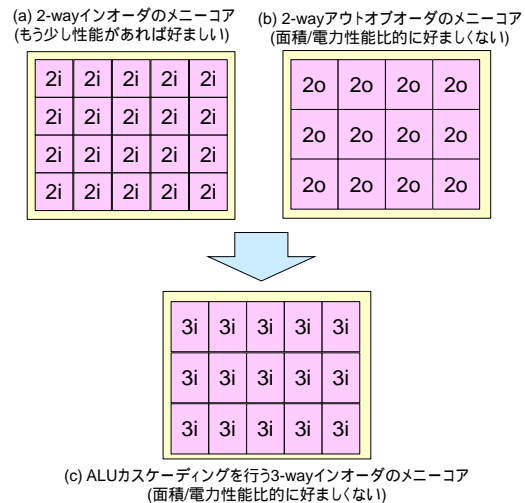 (a) 2-wayインオーダのメニーコア
(もう少し性能があれば好ましい)
(b) 2-wayアウトオブオーダのメニーコア
(面積/電力性能比的に好ましくない)
2i 2i 2i 2i 2i
2i 2i 2i 2i 2i
2i 2i 2i 2i 2i
2i 2i 2i 2i 2i
2o 2o 2o 2o
2o 2o 2o 2o
2o 2o 2o 2o
3i 3i 3i 3i 3i
3i 3i 3i 3i 3i
3i 3i 3i 3i 3i
(c) ALUカスケーディングを行う3-wayインオーダのメニーコア
(面積/電力性能比的に好ましくない)